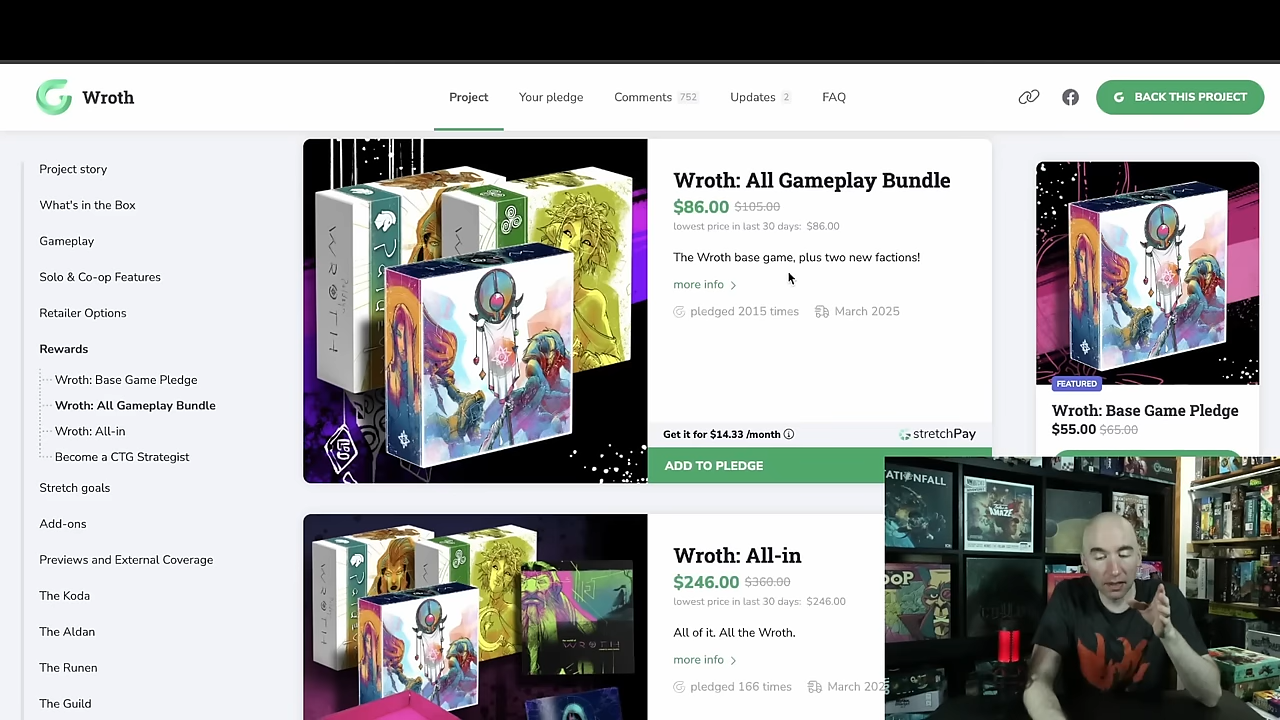 Wroth
Project
Your pledge
Comments 752
Updates 2
FAQ
BACK THIS PROJECT
Project story
What's in the Box
Gameplay
Solo & Co-op Features
Retailer Options
Rewards
Wroth: Base Game Pledge
Wroth: All Gameplay Bundle
Wroth: All-in
Become a CTG Strategist
Stretch goals
Add-ons
Previews and External Coverage
The Koda
The Aldan
The Runen
The Guild
WROTH
Wroth: All Gameplay Bundle
$86.00 $105.00
lowest price in last 30 days: $86.00
The Wroth base game, plus two new factions!
more info
pledged 2015 times
March 2025
Get it for $14.33 /month
stretchPay
ADD TO PLEDGE
WROTH
Wroth: All-in
$246.00 $360.00
lowest price in last 30 days: $246.00
All of it. All the Wroth.
more info
pledged 166 times
March 202
FEATURED
Wroth: Base Game Pledge
$55.00 $65.00